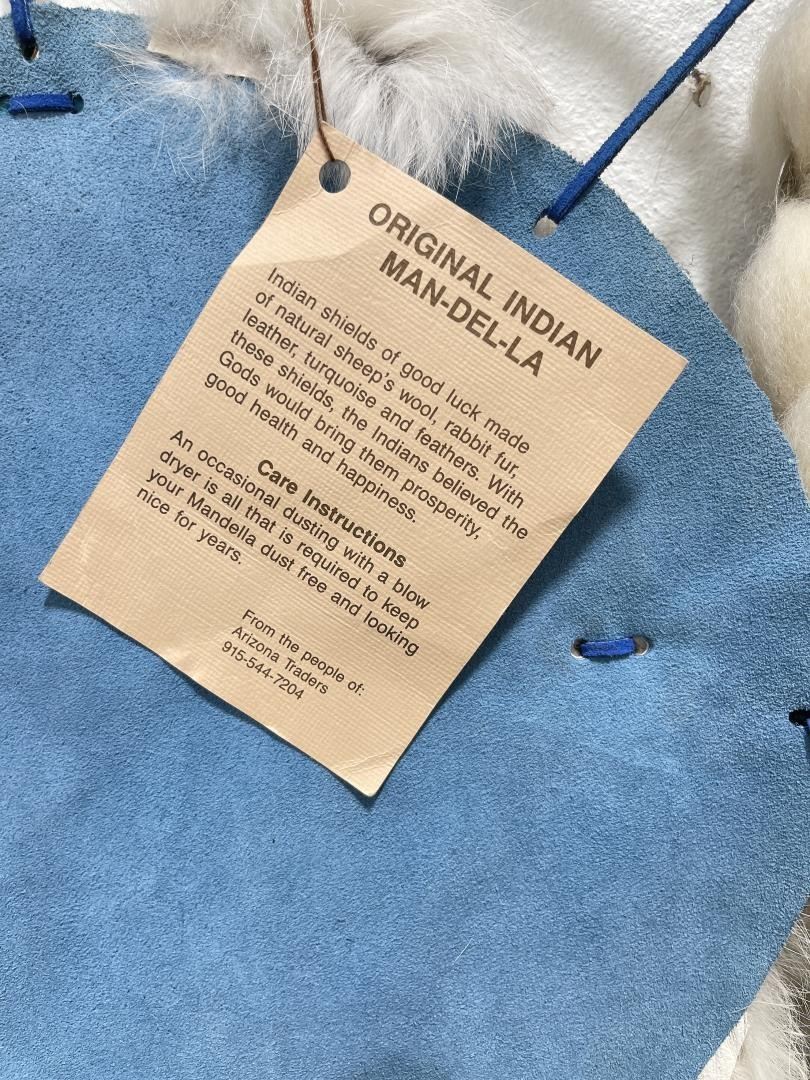 ORIGINAL INDIAN
MAN-DEL-LA
Indian shields of good luck made
of natural sheep's wool, rabbit fur,
leather, turquoise and feathers. With
these shields, the Indians believed the
Gods would bring them prosperity,
good health and happiness.
Care Instructions
An occasional dusting with a blow
dryer is all that is required to keep
your Mandella dust free and looking
nice for years.
From the people of:
Arizona Traders
915-544-7204